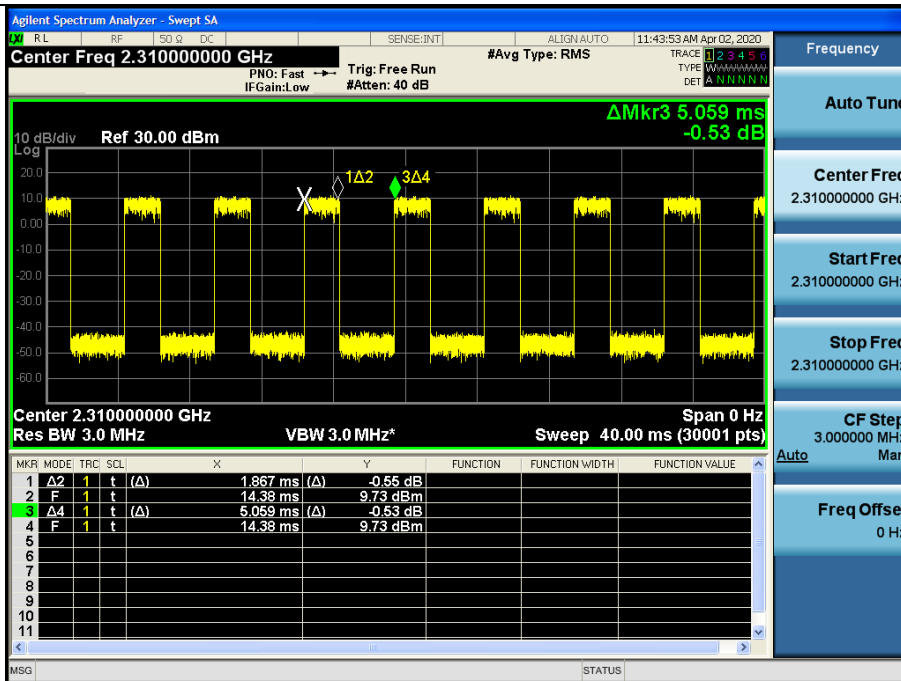 Agilent Spectrum Analyzer - Swept SA
LXI RL RF 50 Ω DC SENSE:INT ALIGN AUTO 11:43:53 AM Apr 02, 2020
Center Freq 2.310000000 GHz #Avg Type: RMS TRACE 1 2 3 4 5 6
PNO: Fast Trig: Free Run TYPE WWWWWW
IFGain:Low #Atten: 40 dB DET A N N N N N
ΔMkr3 5.059 ms
-0.53 dB
10 dB/div Ref 30.00 dBm
Log
20.0
10.0
0.00
-10.0
-20.0
-30.0
-40.0
-50.0
-60.0
X 1Δ2 3Δ4
Center 2.310000000 GHz Span 0 Hz
Res BW 3.0 MHz VBW 3.0 MHz* Sweep 40.00 ms (30001 pts)
MKR MODE TRC SCL X Y FUNCTION FUNCTION WIDTH FUNCTION VALUE
1 Δ2 1 t (Δ) 1.867 ms (Δ) -0.55 dB
2 F 1 t 14.38 ms 9.73 dBm
3 Δ4 1 t (Δ) 5.059 ms (Δ) -0.53 dB
4 F 1 t 14.38 ms 9.73 dBm
5
6
7
8
9
10
11
MSG STATUS
Frequency
Auto Tune
Center Freq
2.310000000 GHz
Start Freq
2.310000000 GHz
Stop Freq
2.310000000 GHz
CF Step
3.000000 MHz
Auto Man
Freq Offset
0 Hz